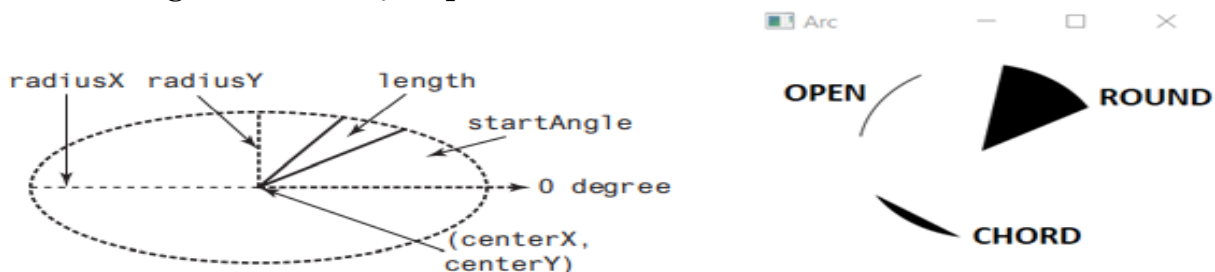 Arc
radiusX radiusY length
startAngle
0 degree
(centerX,
centerY)
OPEN
ROUND
CHORD